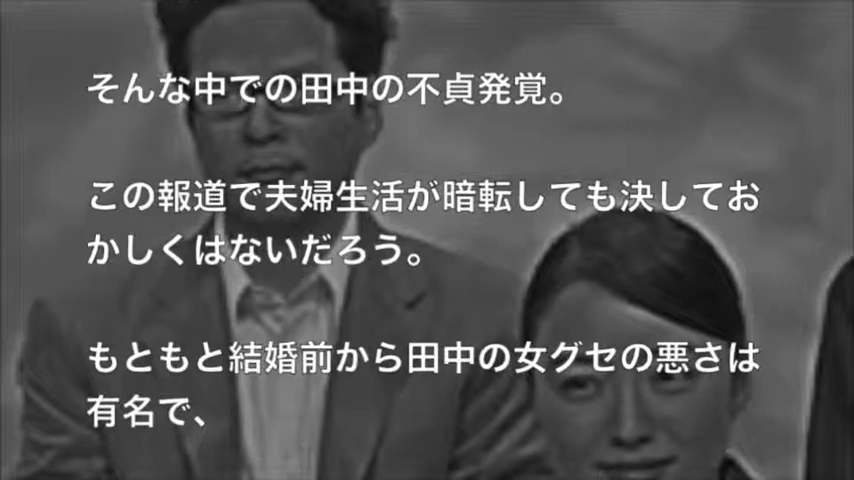 そんな中での田中の不貞発覚。
この報道で夫婦生活が暗転しても決してお
かしくはないだろう。
もともと結婚前から田中の女グセの悪さは
有名で、